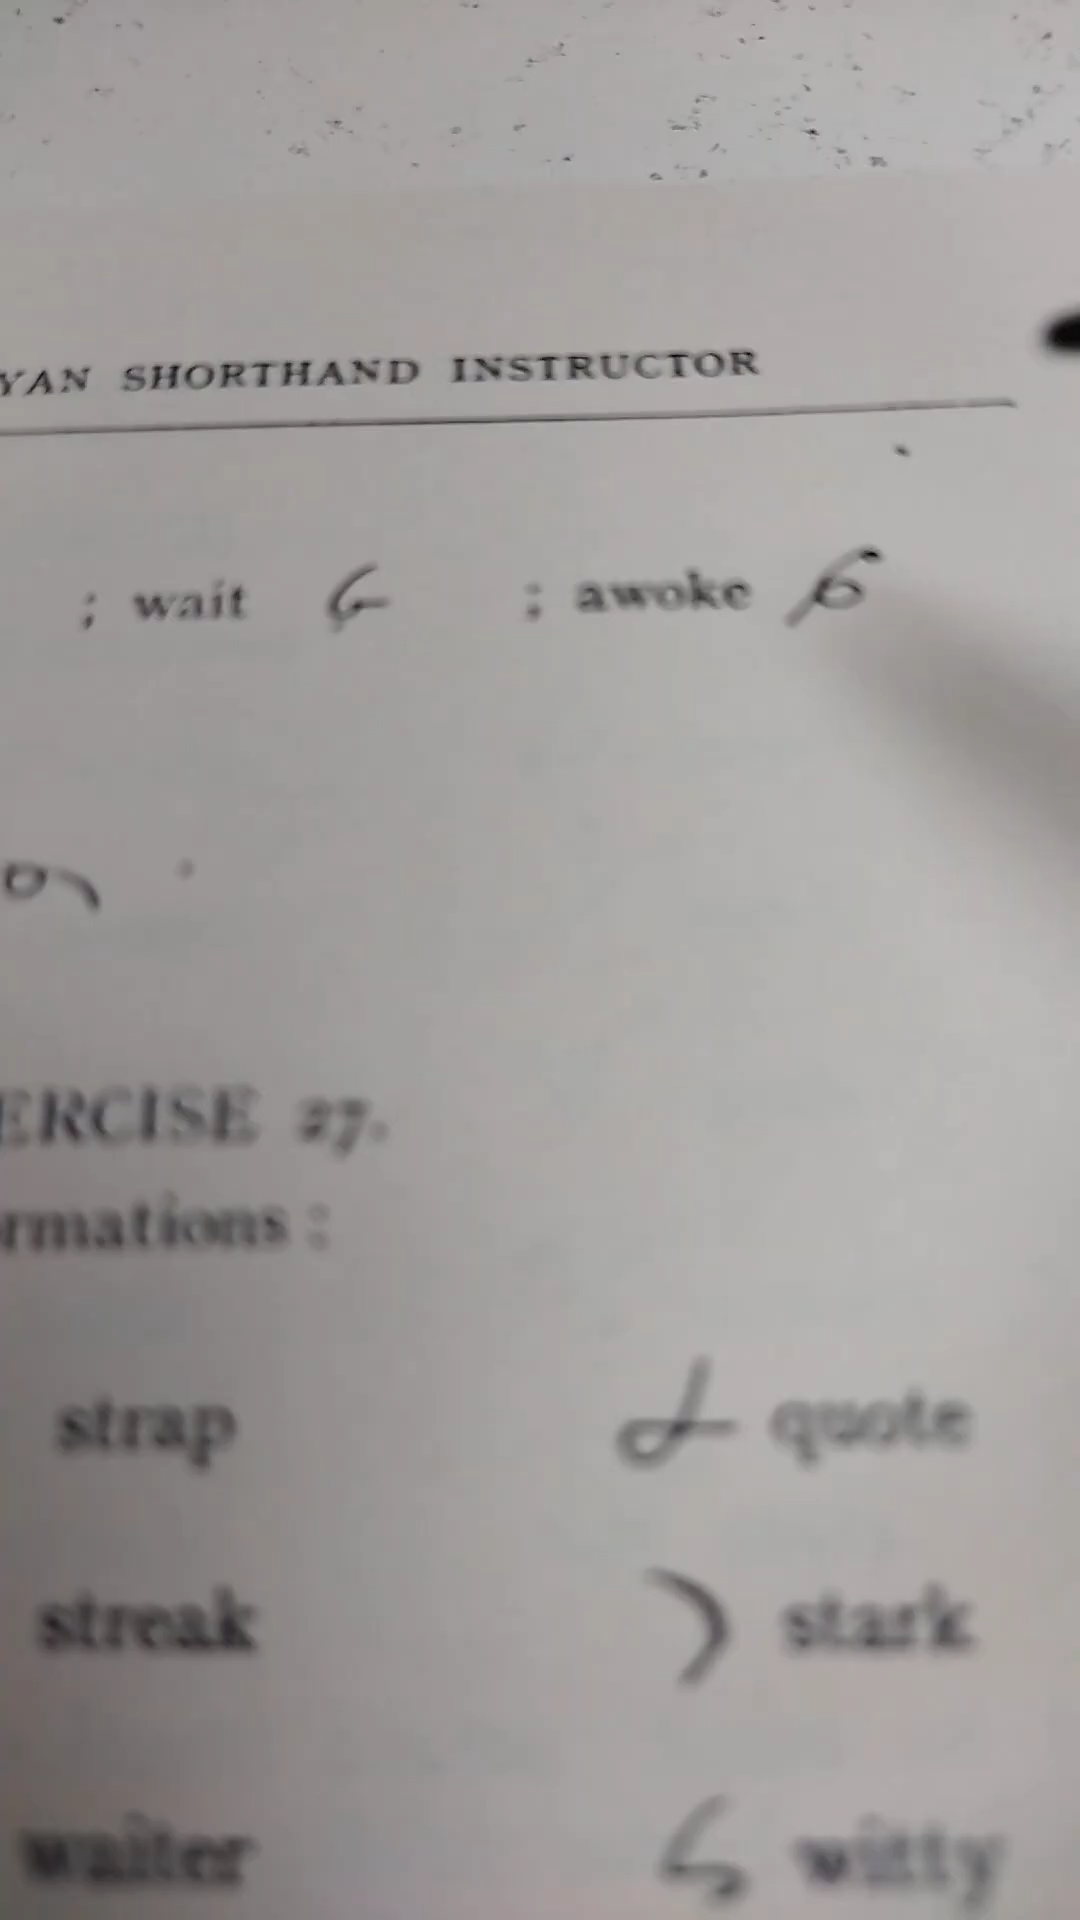 YAN SHORTHAND INSTRUCTOR
; wait ; awoke
ERCISE 27.
rmations :
strap quote
streak stark
waiter witty